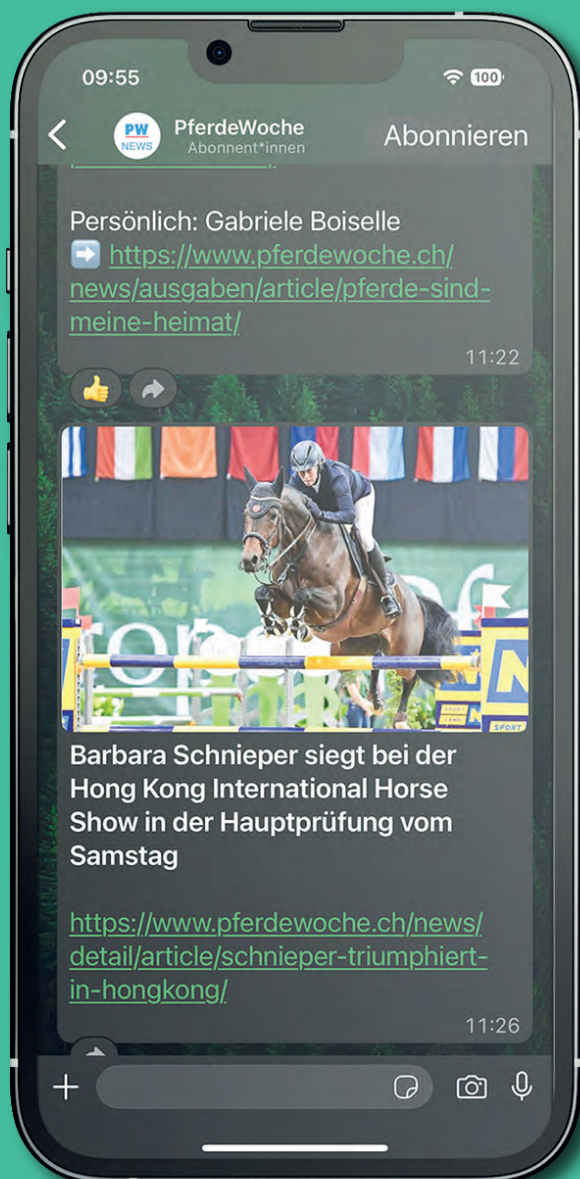 09:55
100
PW
NEWS
PferdeWoche
Abonnent*innen
Abonnieren
Persönlich: Gabriele Boiselle
https://www.pferdewoche.ch/
news/ausgaben/article/pferde-sind-
meine-heimat/
11:22
N
SPORT
Barbara Schnieper siegt bei der
Hong Kong International Horse
Show in der Hauptprüfung vom
Samstag
https://www.pferdewoche.ch/news/
detail/article/schnieper-triumphiert-
in-hongkong/
11:26